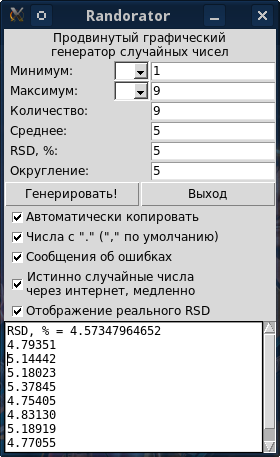 Randorator
Продвинутый графический
генератор случайных чисел
Минимум: 1
Максимум: 9
Количество: 9
Среднее: 5
RSD, %: 5
Округление: 5
Генерировать! Выход
Автоматически копировать
Числа с "." ("," по умолчанию)
Сообщения об ошибках
Истинно случайные числа
через интернет, медленно
Отображение реального RSD
RSD, % = 4.57347964652
4.79351
5.14442
5.18023
5.37845
4.75405
4.83130
5.18919
4.77055